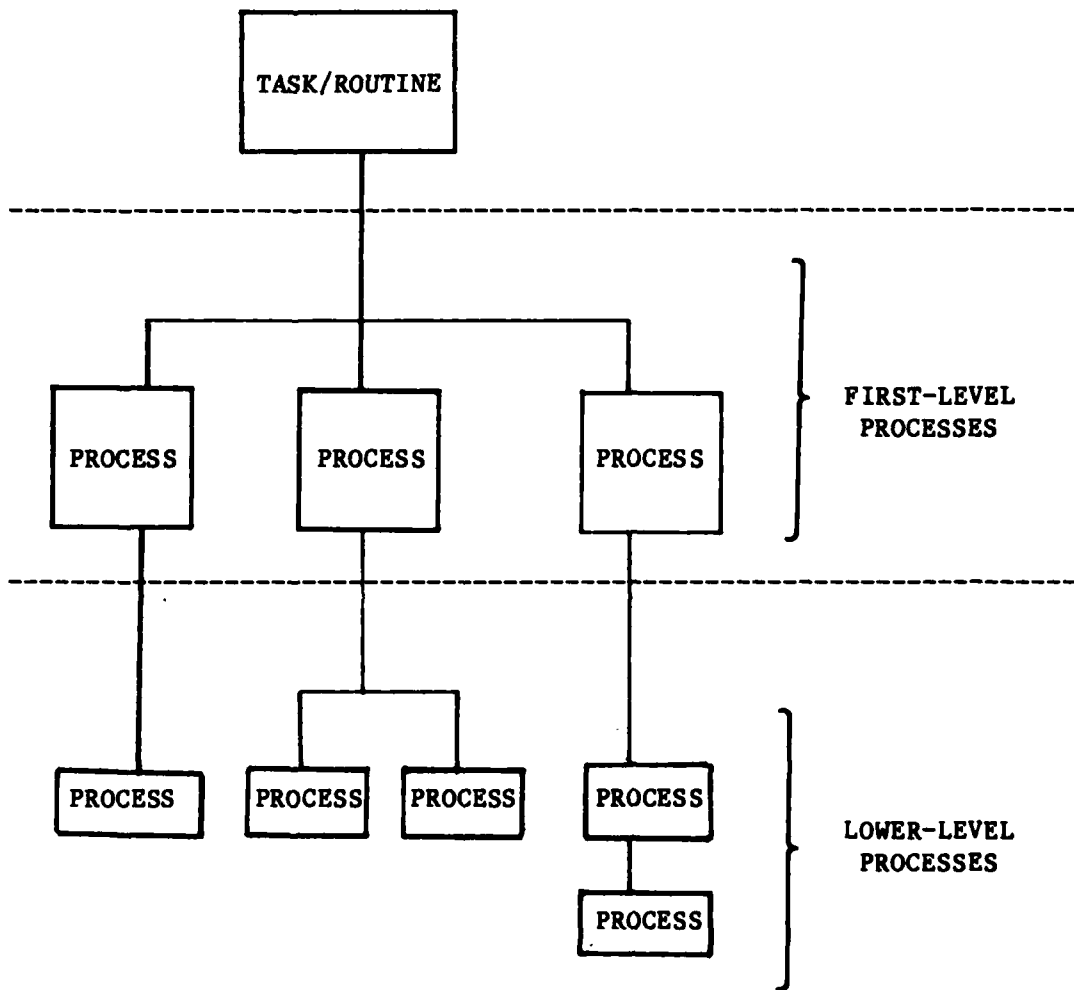 TASK/ROUTINE
FIRST-LEVEL
PROCESSES
PROCESS
PROCESS
PROCESS
PROCESS
PROCESS
PROCESS
PROCESS
LOWER-LEVEL
PROCESSES
PROCESS